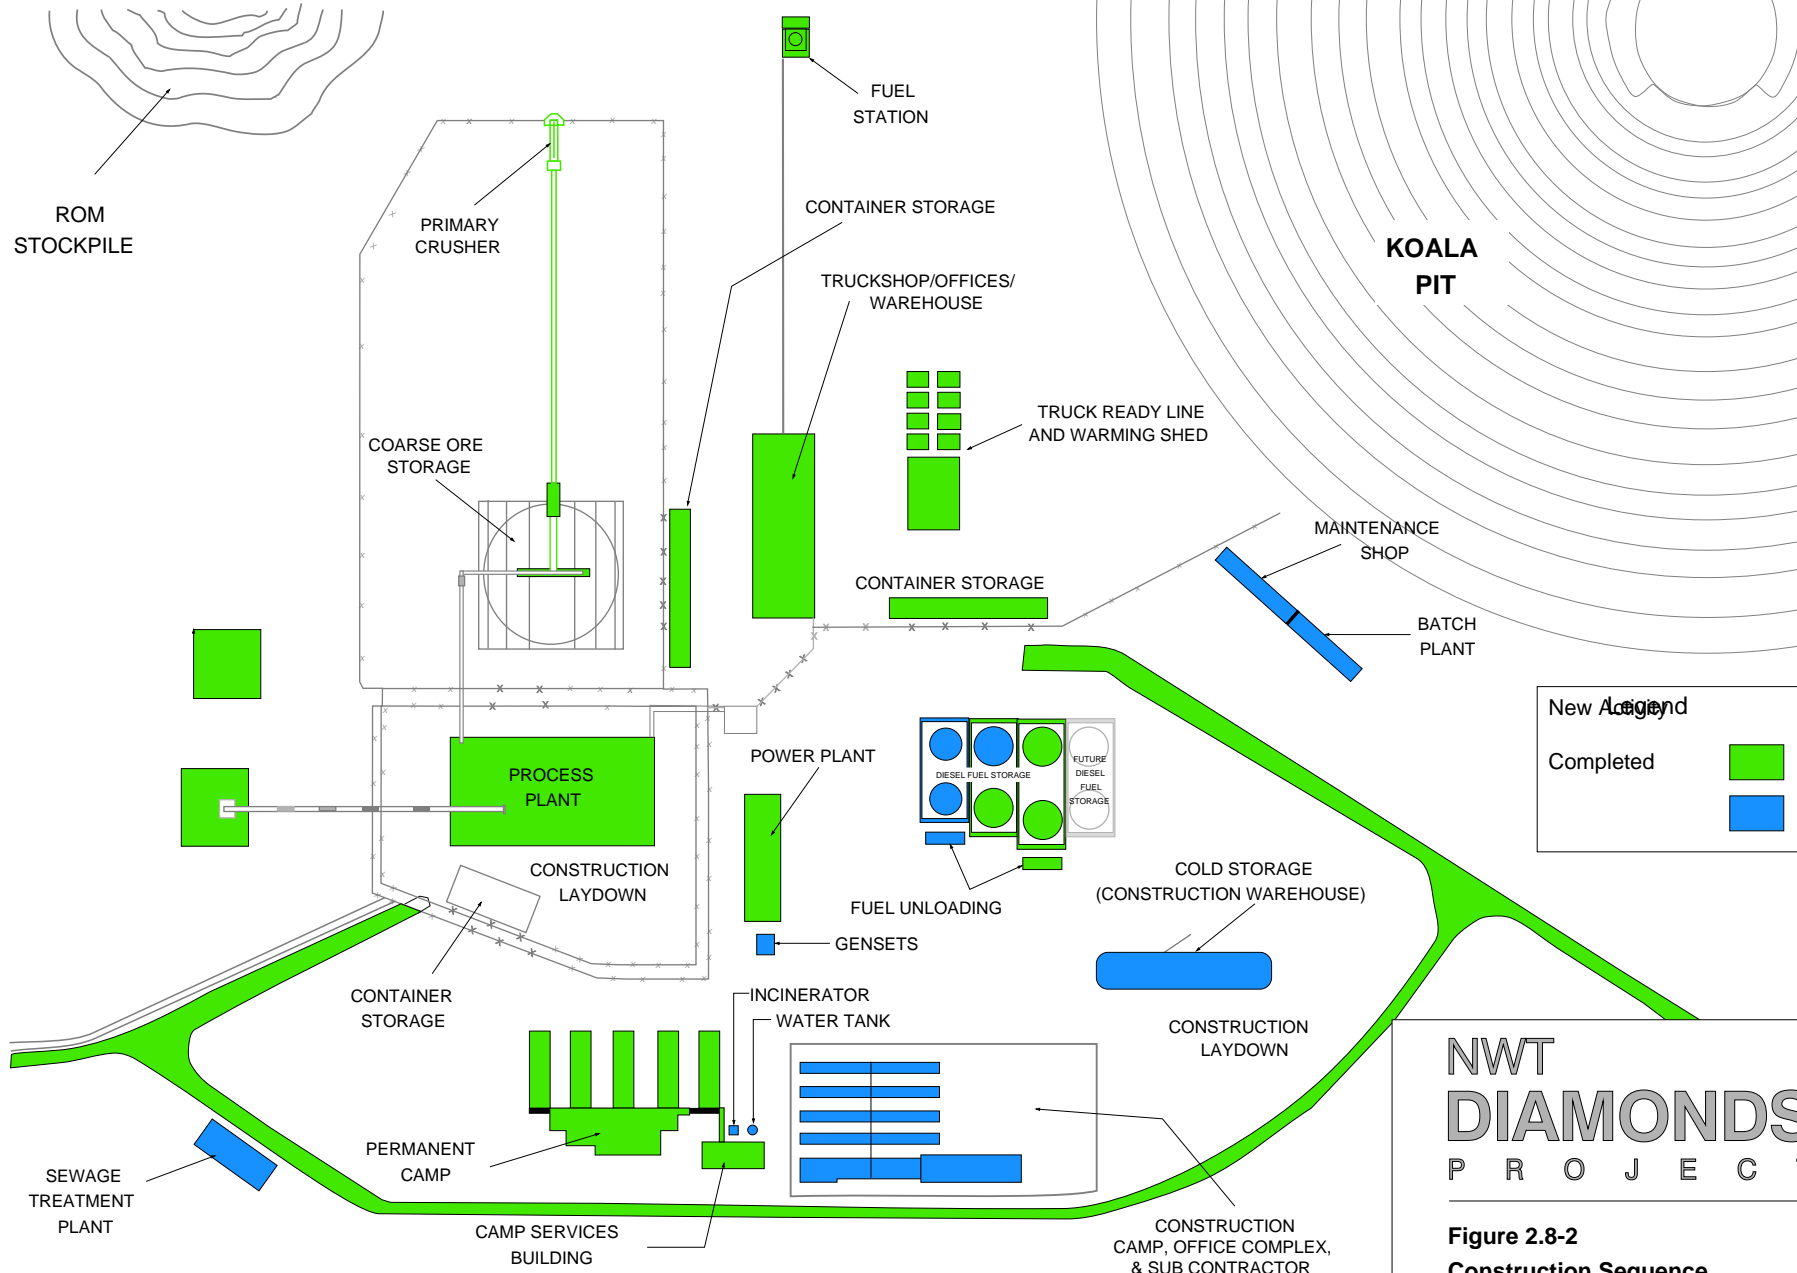 FUEL
STATION
ROM
STOCKPILE
PRIMARY
CRUSHER
CONTAINER STORAGE
KOALA
PIT
TRUCKSHOP/OFFICES/
WAREHOUSE
TRUCK READY LINE
AND WARMING SHED
COARSE ORE
STORAGE
MAINTENANCE
SHOP
CONTAINER STORAGE
BATCH
PLANT
Legend
New Activity
Completed
POWER PLANT
PROCESS
PLANT
DIESEL FUEL STORAGE
FUTURE
DIESEL
FUEL
STORAGE
CONSTRUCTION
LAYDOWN
COLD STORAGE
(CONSTRUCTION WAREHOUSE)
FUEL UNLOADING
GENSETS
CONTAINER
STORAGE
INCINERATOR
WATER TANK
CONSTRUCTION
LAYDOWN
NWT
DIAMONDS
PROJECT
PERMANENT
CAMP
SEWAGE
TREATMENT
PLANT
CAMP SERVICES
BUILDING
CONSTRUCTION
CAMP, OFFICE COMPLEX,
& SUB CONTRACTOR
Figure 2.8-2
Construction Sequence